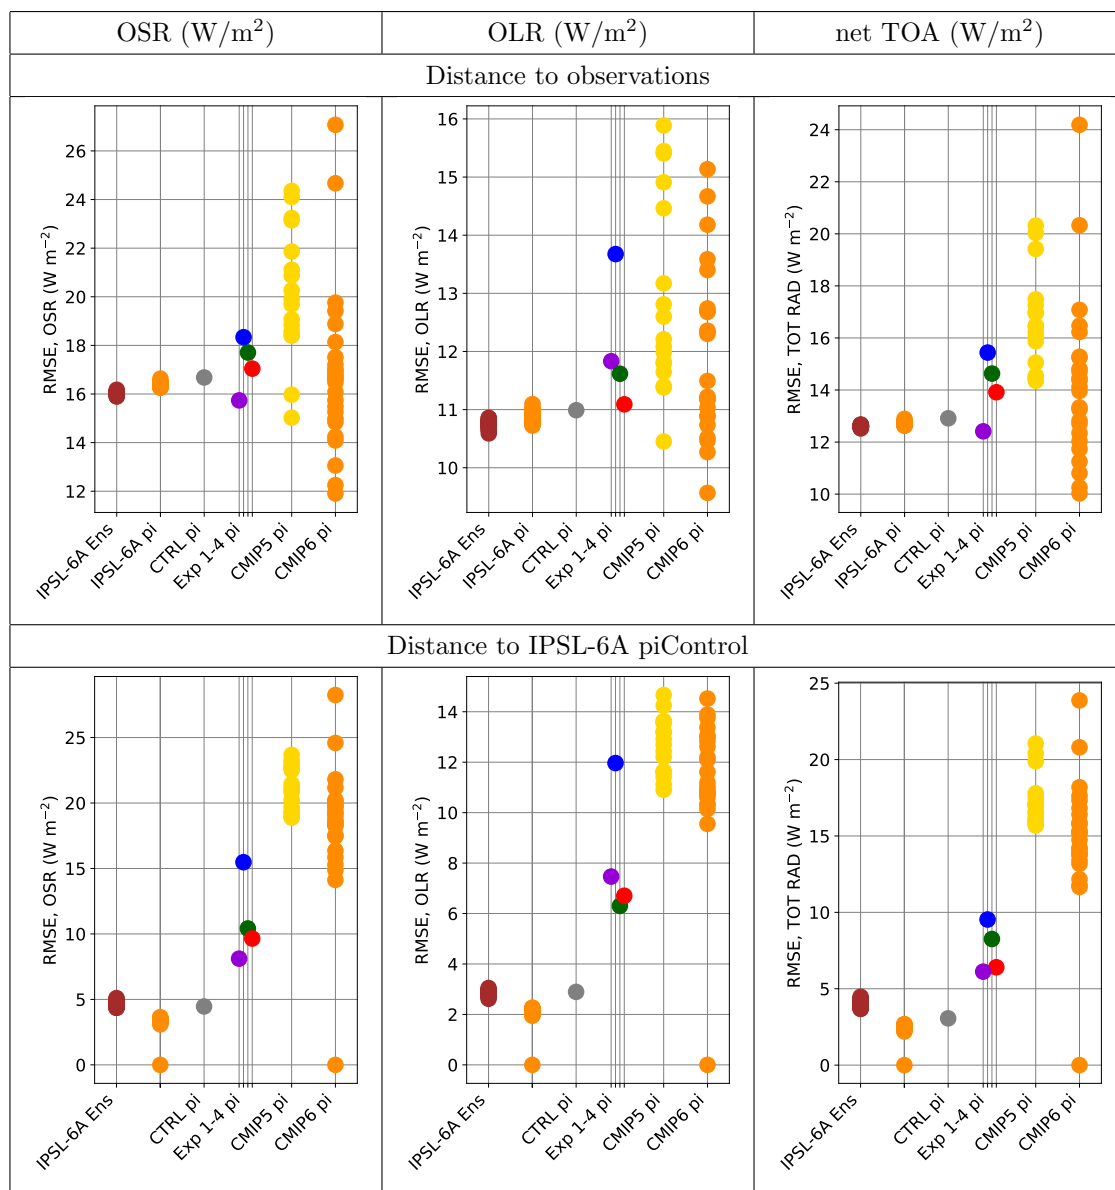 OSR (W/m²) OLR (W/m²) net TOA (W/m²)
Distance to observations
RMSE, OSR (W m⁻²)
26
24
22
20
18
16
14
12
IPSL-6A Ens
IPSL-6A pi
CTRL pi
Exp 1-4 pi
CMIP5 pi
CMIP6 pi
RMSE, OLR (W m⁻²)
16
15
14
13
12
11
10
IPSL-6A Ens
IPSL-6A pi
CTRL pi
Exp 1-4 pi
CMIP5 pi
CMIP6 pi
RMSE, TOT RAD (W m⁻²)
24
22
20
18
16
14
12
10
IPSL-6A Ens
IPSL-6A pi
CTRL pi
Exp 1-4 pi
CMIP5 pi
CMIP6 pi
Distance to IPSL-6A piControl
RMSE, OSR (W m⁻²)
25
20
15
10
5
0
IPSL-6A Ens
CTRL pi
Exp 1-4 pi
CMIP5 pi
CMIP6 pi
RMSE, OLR (W m⁻²)
14
12
10
8
6
4
2
0
IPSL-6A Ens
CTRL pi
Exp 1-4 pi
CMIP5 pi
CMIP6 pi
RMSE, TOT RAD (W m⁻²)
25
20
15
10
5
0
IPSL-6A Ens
CTRL pi
Exp 1-4 pi
CMIP5 pi
CMIP6 pi